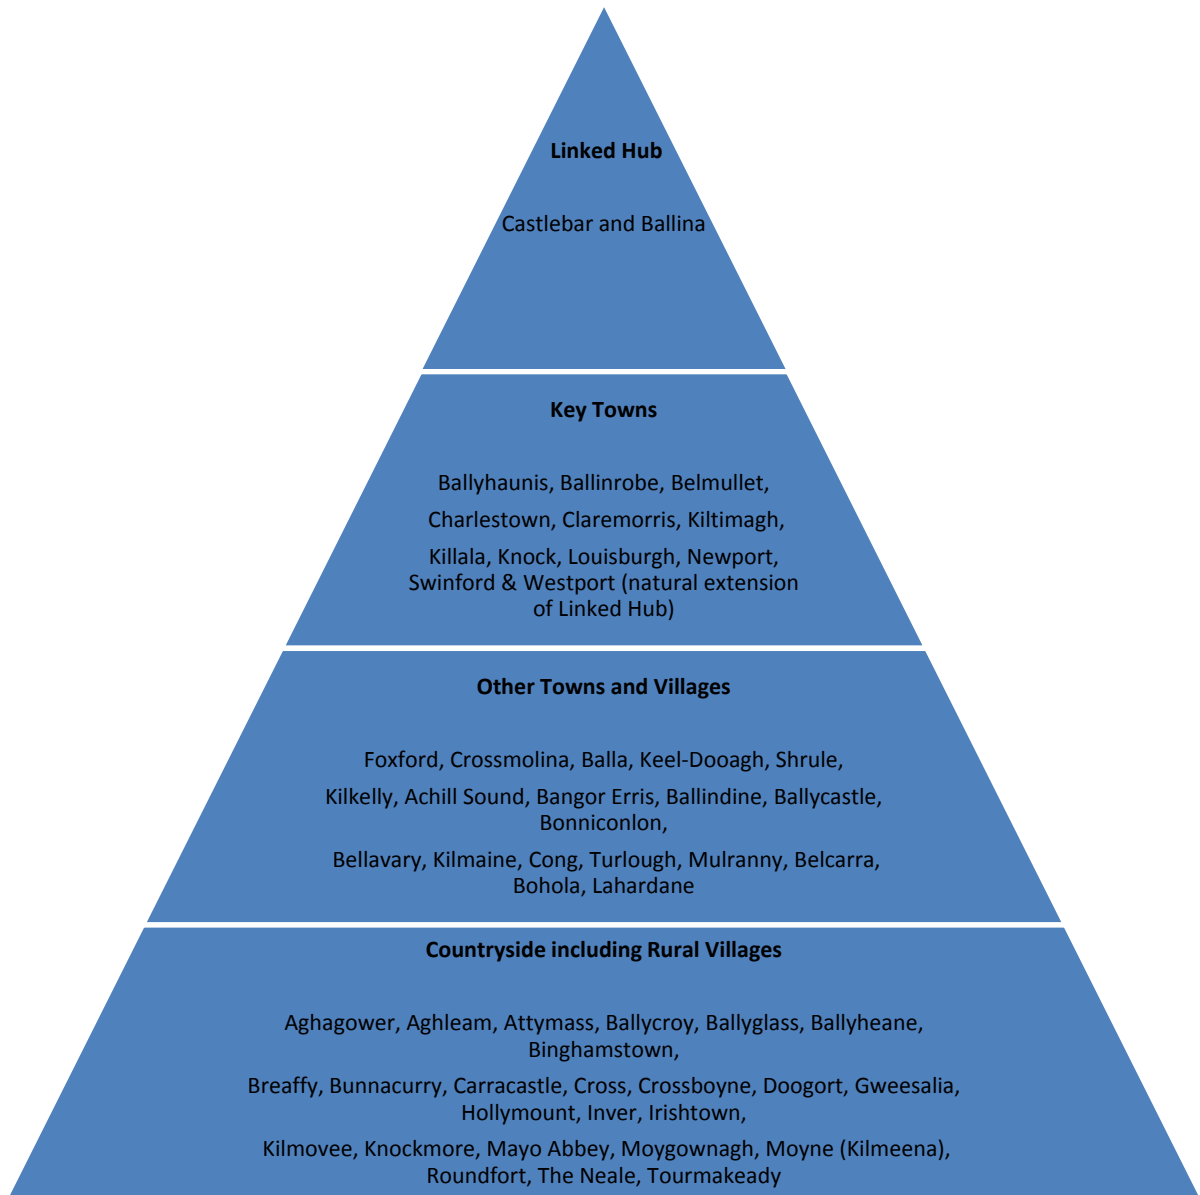 Linked Hub
Castlebar and Ballina
Key Towns
Ballyhaunis, Ballinrobe, Belmullet,
Charlestown, Claremorris, Kiltimagh,
Killala, Knock, Louisburgh, Newport,
Swinford & Westport (natural extension
of Linked Hub)
Other Towns and Villages
Foxford, Crossmolina, Balla, Keel-Dooagh, Shrule,
Kilkelly, Achill Sound, Bangor Erris, Ballindine, Ballycastle,
Bonniconlon,
Bellavary, Kilmaine, Cong, Turlough, Mulranny, Belcarra,
Bohola, Lahardane
Countryside including Rural Villages
Aghagower, Aghleam, Attymass, Ballycroy, Ballyglass, Ballyheane,
Binghamstown,
Breaffy, Bunnacurry, Carracastle, Cross, Crossboyne, Doogort, Gweesalia,
Hollymount, Inver, Irishtown,
Kilmovee, Knockmore, Mayo Abbey, Moygownagh, Moyne (Kilmeena),
Roundfort, The Neale, Tourmakeady